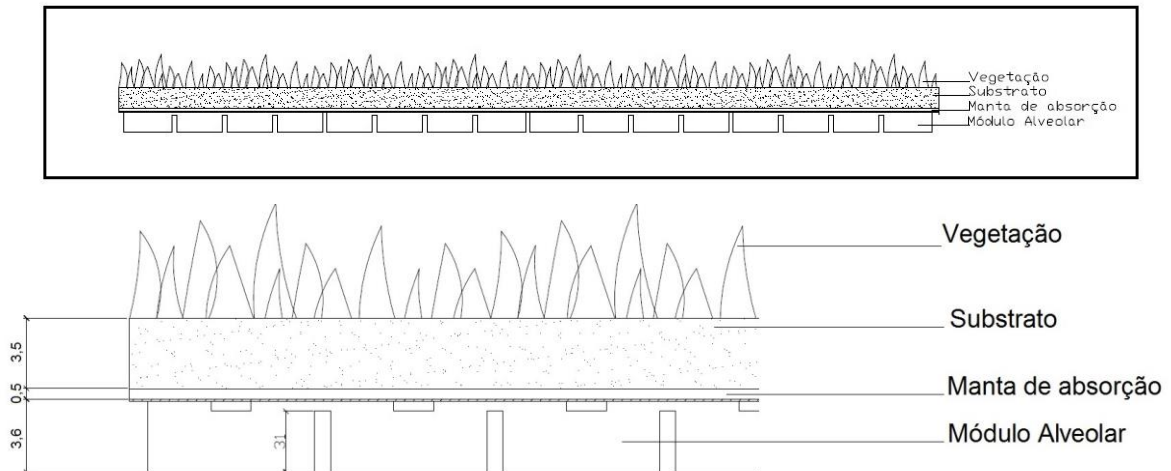 Vegetação
Substrato
Manta de absorção
Módulo Alveolar
Vegetação
3,5
Substrato
0,5
Manta de absorção
3,6
31
Módulo Alveolar